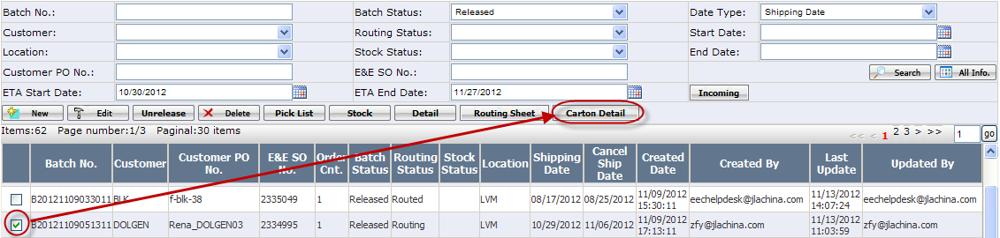 Batch No.: Batch Status: Released Date Type: Shipping Date
Customer: Routing Status: Start Date:
Location: Stock Status: End Date:
Customer PO No.: E&E SO No.: Search All Info.
ETA Start Date: 10/30/2012 ETA End Date: 11/27/2012 Incoming
New Edit Unrelease Delete Pick List Stock Detail Routing Sheet Carton Detail
Items:62 Page number:1/3 Paginal:30 items << < 1 2 3 > >> 1 go
Batch No. Customer Customer PO No. E&E SO No. Order Cnt. Batch Status Routing Status Stock Status Location Shipping Date Cancel Ship Date Created Date Created By Last Update Updated By
B20121109033011 BLK f-blk-38 2335049 1 Released Routed LVM 08/17/2012 08/25/2012 11/09/2012 15:30:11 eechelpdesk@jlachina.com 11/13/2012 14:07:24 eechelpdesk@jlachina.com
B20121109051311 DOLGEN Rena_DOLGEN03 2334995 1 Released Routing LVM 10/29/2012 11/06/2012 11/09/2012 17:13:11 zfy@jlachina.com 11/13/2012 11:03:59 zfy@jlachina.com